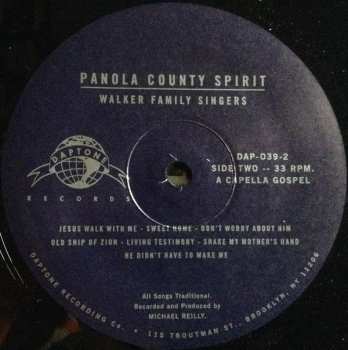 PANOLA COUNTY SPIRIT
WALKER FAMILY SINGERS
DAPTONE
RECORDS
DAP-039-2
SIDE TWO -- 33 RPM.
A CAPELLA GOSPEL
JESUS WALK WITH ME - SWEET HOME - DON'T WORRY ABOUT HIM
OLD SHIP OF ZION - LIVING TESTIMONY - SHAKE MY MOTHER'S HAND
HE DIDN'T HAVE TO MAKE ME
All Songs Traditional.
Recorded and Produced by
MICHAEL REILLY.
DAPTONE RECORDING Co. · 115 TROUTMAN ST., BROOKLYN, NY 11206